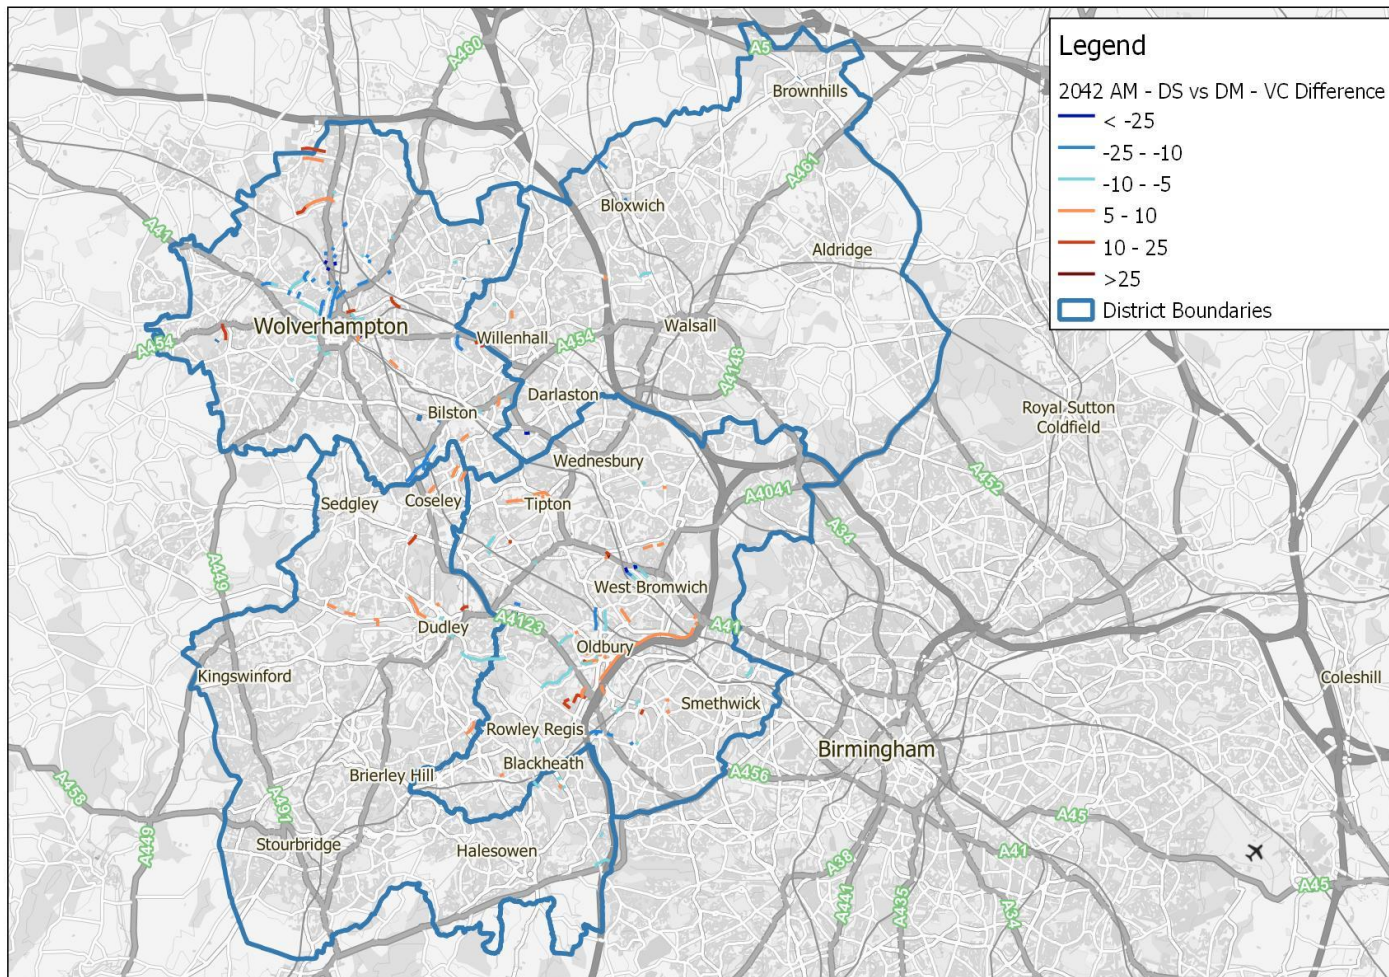 Legend
2042 AM - DS vs DM - VC Difference
< -25
-25 - -10
-10 - -5
5 - 10
10 - 25
>25
District Boundaries
A460
A5
Brownhills
A461
Bloxwich
A41
Aldridge
Wolverhampton
Willenhall
A454
Walsall
A454
A4148
Darlaston
Bilston
Royal Sutton
Coldfield
Wednesbury
A452
Sedgley
Coseley
Tipton
A4041
A34
A449
West Bromwich
Dudley
A4123
A41
Oldbury
Kingswinford
Coleshill
Smethwick
Rowley Regis
Birmingham
Blackheath
Brierley Hill
A456
A458
A491
A449
A45
Stourbridge
Halesowen
A38
A41
A441
A435
A34
A45